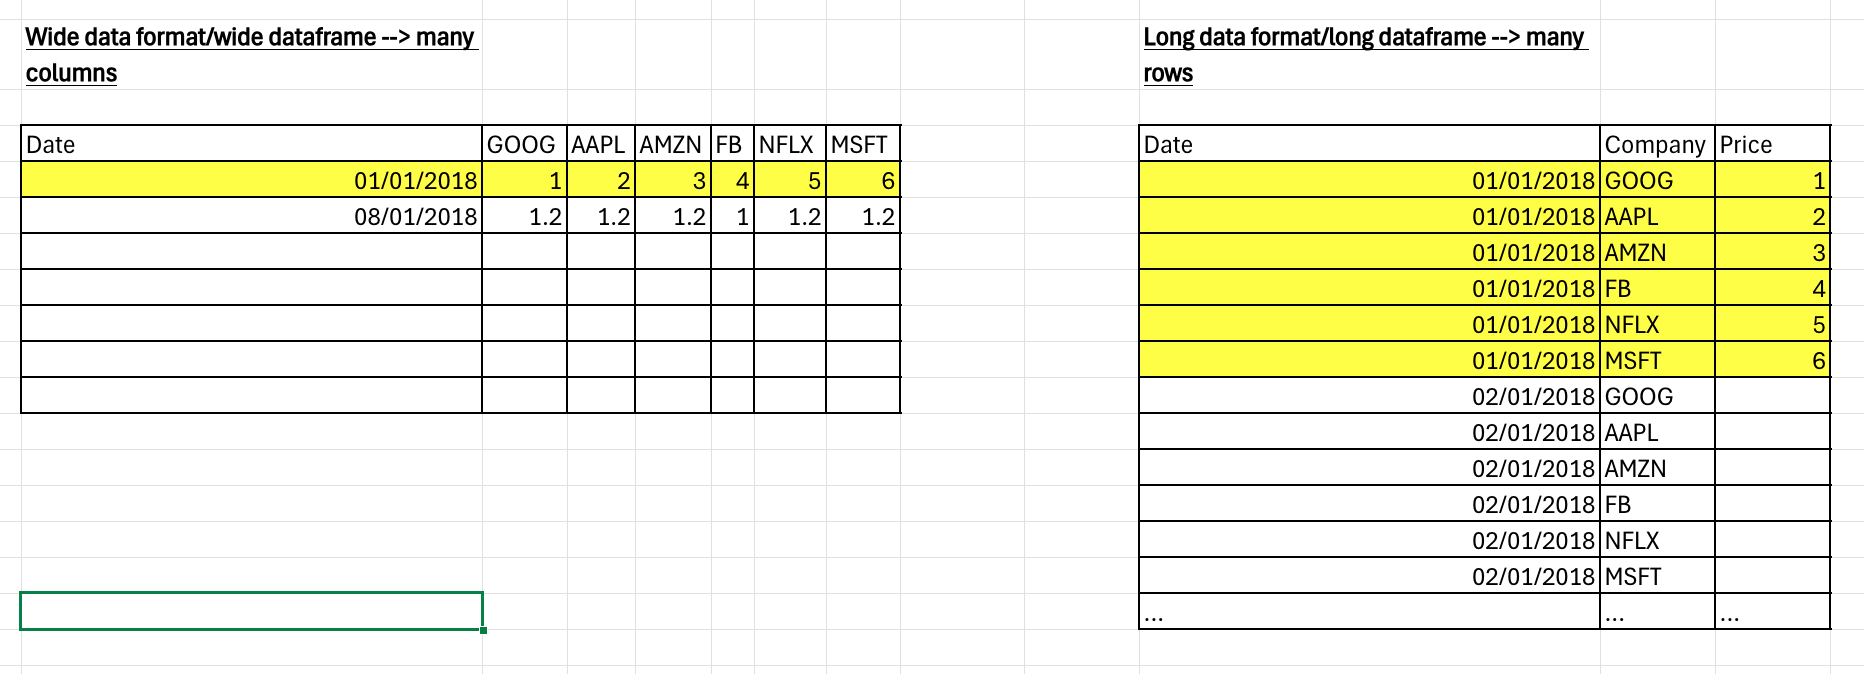 Wide data format/wide dataframe --> many
columns
Date GOOG AAPL AMZN FB NFLX MSFT
01/01/2018 1 2 3 4 5 6
08/01/2018 1.2 1.2 1.2 1 1.2 1.2
Long data format/long dataframe --> many
rows
Date Company Price
01/01/2018 GOOG 1
01/01/2018 AAPL 2
01/01/2018 AMZN 3
01/01/2018 FB 4
01/01/2018 NFLX 5
01/01/2018 MSFT 6
02/01/2018 GOOG
02/01/2018 AAPL
02/01/2018 AMZN
02/01/2018 FB
02/01/2018 NFLX
02/01/2018 MSFT
... ... ...